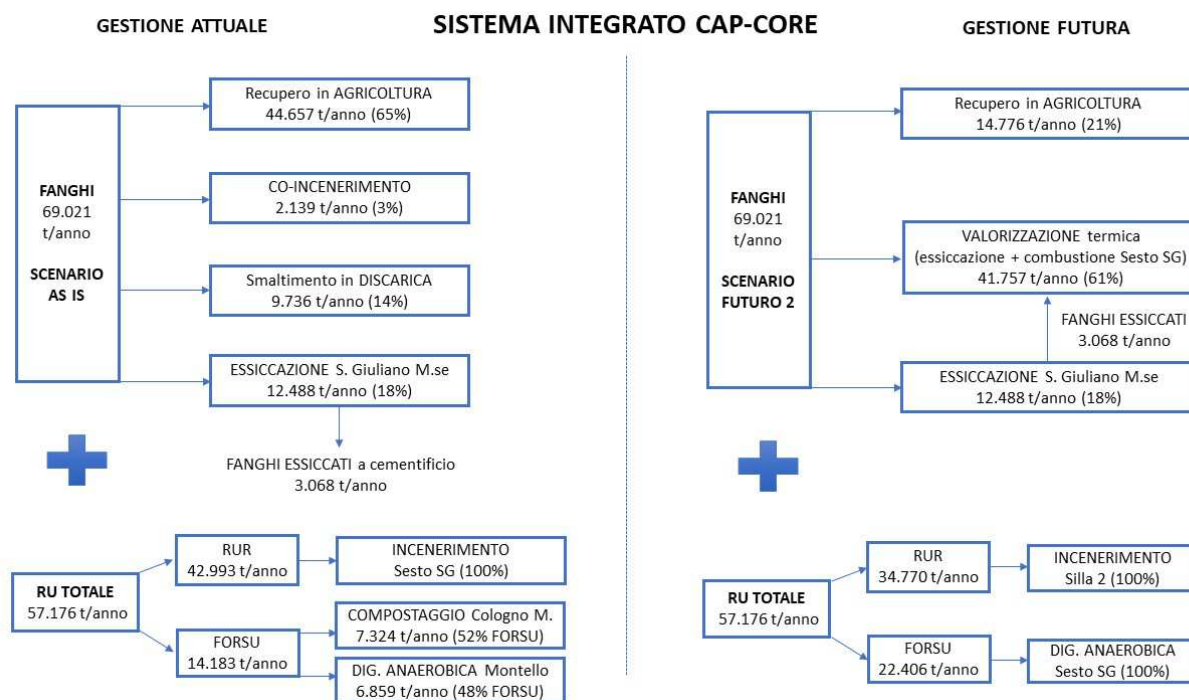 SISTEMA INTEGRATO CAP-CORE
GESTIONE ATTUALE
FANGHI
69.021
t/anno
SCENARIO
AS IS
Recupero in AGRICOLTURA
44.657 t/anno (65%)
CO-INCENERIMENTO
2.139 t/anno (3%)
Smaltimento in DISCARICA
9.736 t/anno (14%)
ESSICCAZIONE S. Giuliano M.se
12.488 t/anno (18%)
FANGHI ESSICCATI a cementificio
3.068 t/anno
RU TOTALE
57.176 t/anno
RUR
42.993 t/anno
INCENERIMENTO
Sesto SG (100%)
FORSU
14.183 t/anno
COMPOSTAGGIO Cologno M.
7.324 t/anno (52% FORSU)
DIG. ANAEROBICA Montello
6.859 t/anno (48% FORSU)
GESTIONE FUTURA
FANGHI
69.021
t/anno
SCENARIO
FUTURO 2
Recupero in AGRICOLTURA
14.776 t/anno (21%)
VALORIZZAZIONE termica
(essiccazione + combustione Sesto SG)
41.757 t/anno (61%)
FANGHI ESSICCATI
3.068 t/anno
ESSICCAZIONE S. Giuliano M.se
12.488 t/anno (18%)
RU TOTALE
57.176 t/anno
RUR
34.770 t/anno
INCENERIMENTO
Silla 2 (100%)
FORSU
22.406 t/anno
DIG. ANAEROBICA
Sesto SG (100%)